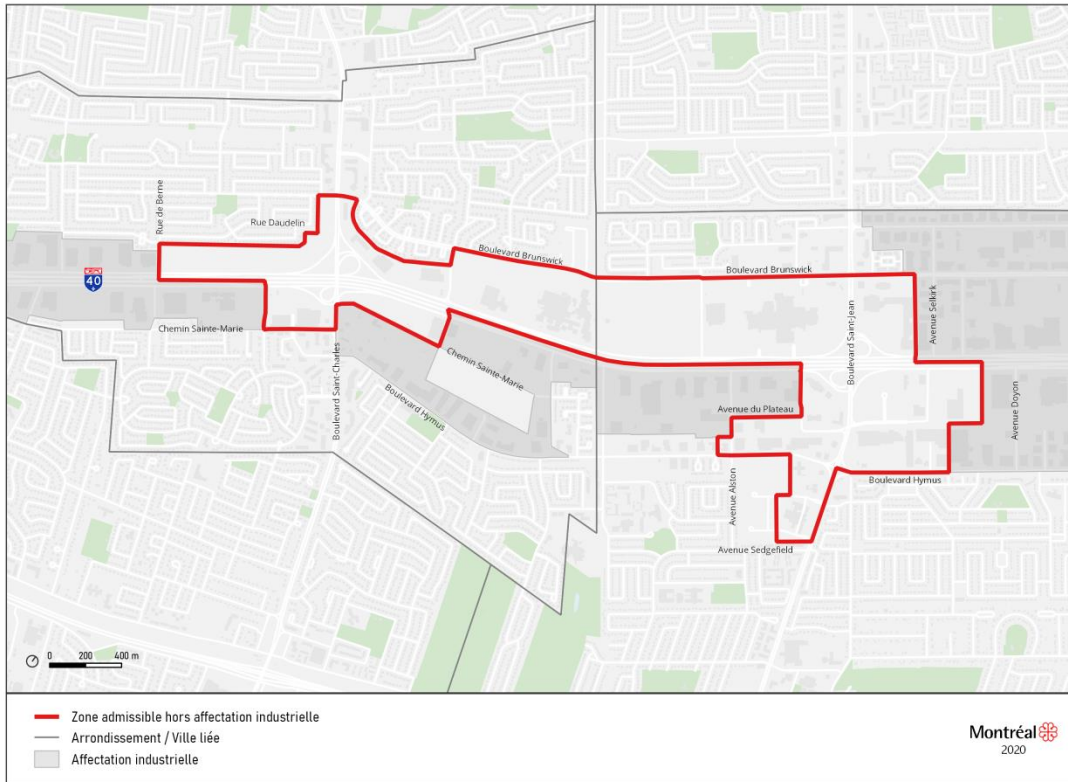 Rue de Berne
Rue Daudelin
Boulevard Brunswick
Boulevard Brunswick
40
Avenue Selkirk
Boulevard Saint-Jean
Chemin Sainte-Marie
Boulevard Saint-Charles
Chemin Sainte-Marie
Boulevard Hymus
Avenue du Plateau
Avenue Doyon
Avenue Alston
Boulevard Hymus
Avenue Sedgefield
0 200 400 m
Zone admissible hors affectation industrielle
Arrondissement / Ville liée
Affectation industrielle
Montréal
2020